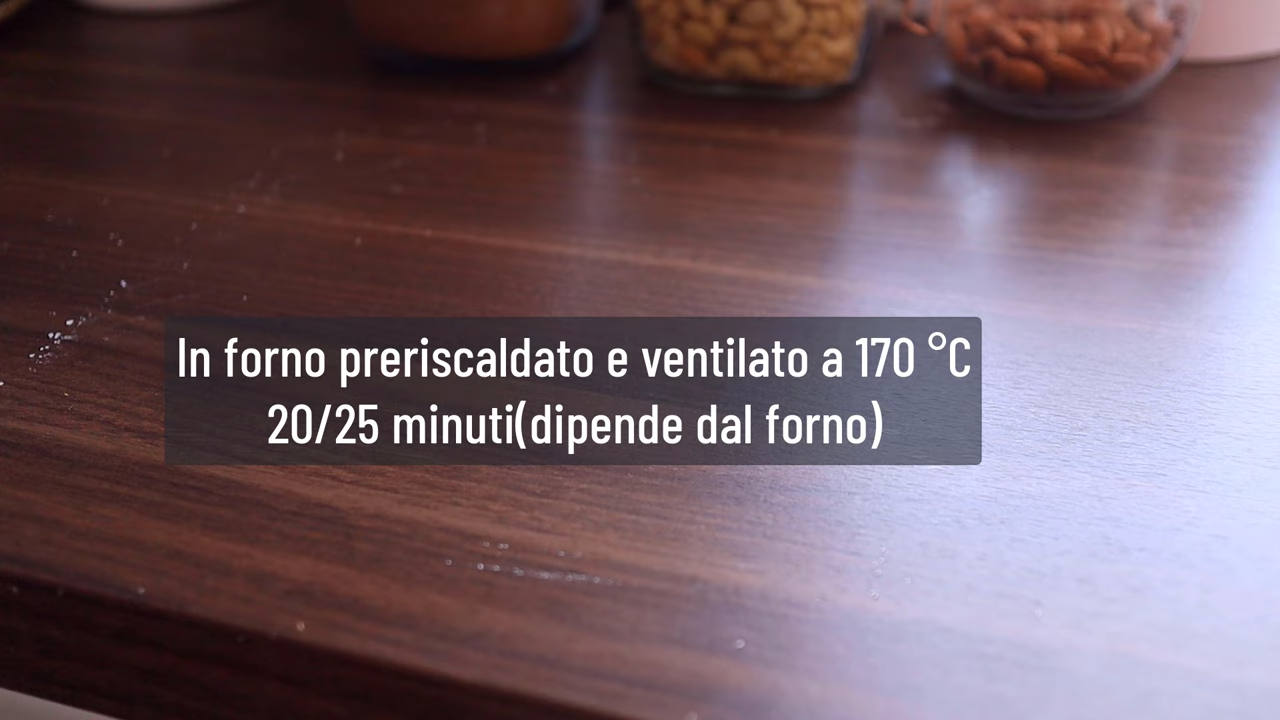 In forno preriscaldato e ventilato a 170 °C
20/25 minuti(dipende dal forno)